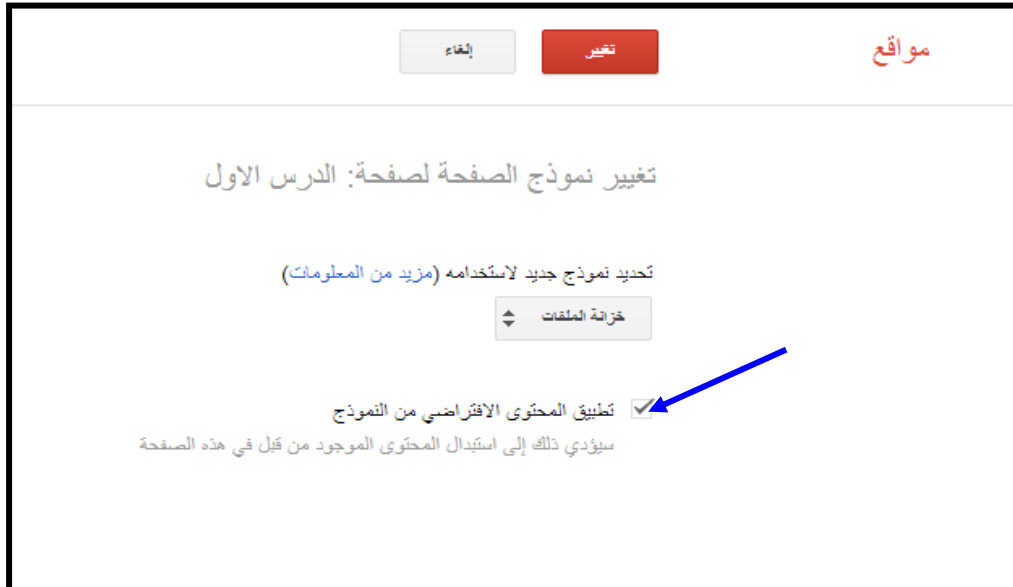 مواقع
تغيير
إلغاء
تغيير نموذج الصفحة لصفحة: الدرس الاول
تحديد نموذج جديد لاستخدامه (مزيد من المعلومات)
خزانة الملفات
تطبيق المحتوى الافتراضي من النموذج
سيؤدي ذلك إلى استبدال المحتوى الموجود من قبل في هذه الصفحة